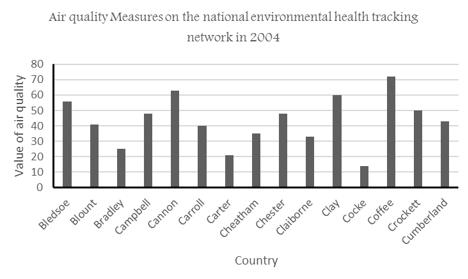 Air quality Measures on the national environmental health tracking
network in 2004
Value of air quality
80
70
60
50
40
30
20
10
0
Bledsoe
Blount
Bradley
Campbell
Cannon
Carroll
Carter
Cheatham
Chester
Claiborne
Clay
Cocke
Coffee
Crockett
Cumberland
Country